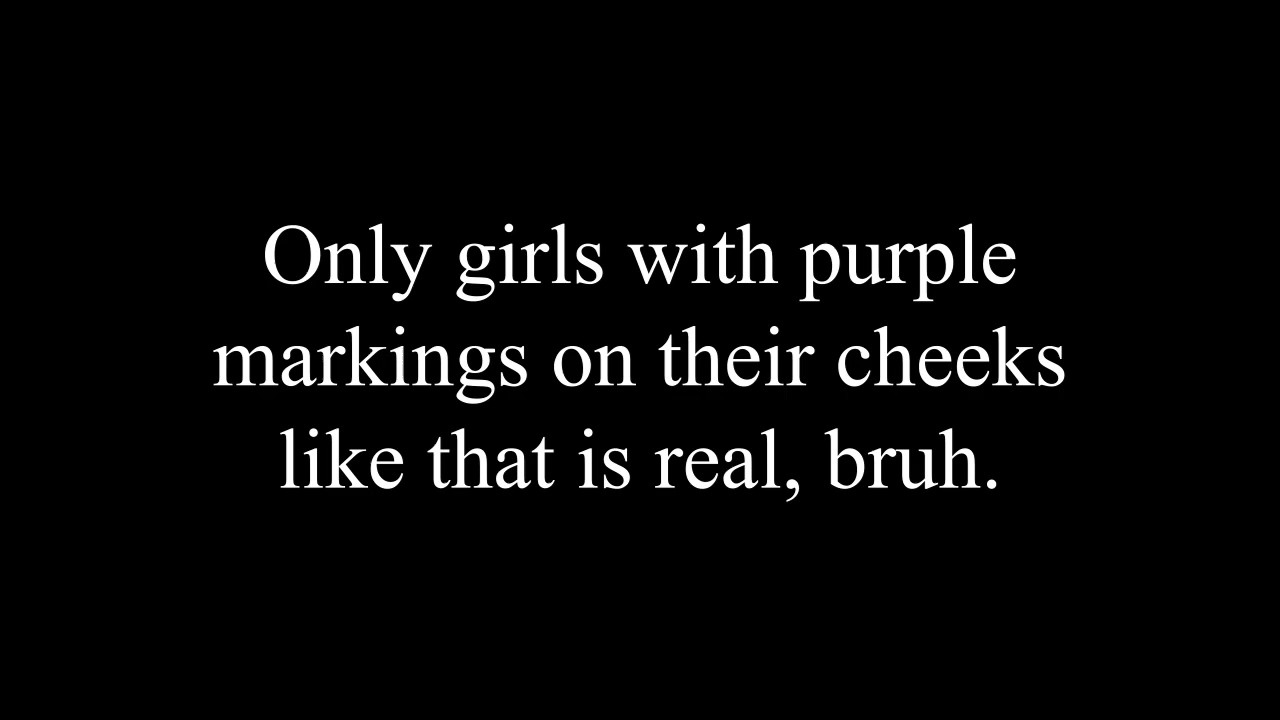 Only girls with purple
markings on their cheeks
like that is real, bruh.